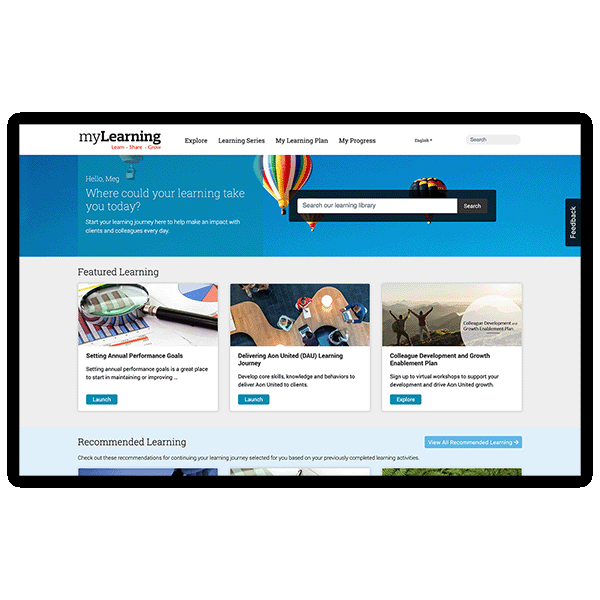 myLearning
Learn - Share - Grow
Explore
Learning Series
My Learning Plan
My Progress
English
Search
Hello, Meg
Where could your learning take
you today?
Start your learning journey here to help make an impact with
clients and colleagues every day.
Search our learning library
Search
Feedback
Featured Learning
Colleague Development and
Growth Enablement Plan
Setting Annual Performance Goals
Setting annual performance goals is a great
place to start in maintaining or improving ...
Launch
Delivering Aon United (DAU) Learning
Journey
Develop core skills, knowledge and behaviors to
deliver Aon United to clients.
Launch
Colleague Development and Growth
Enablement Plan
Sign up to virtual workshops to support your
development and drive Aon United growth.
Explore
Recommended Learning
View All Recommended Learning →
Check out these recommendations for continuing your learning journey selected for you based on your previously completed learning activities.